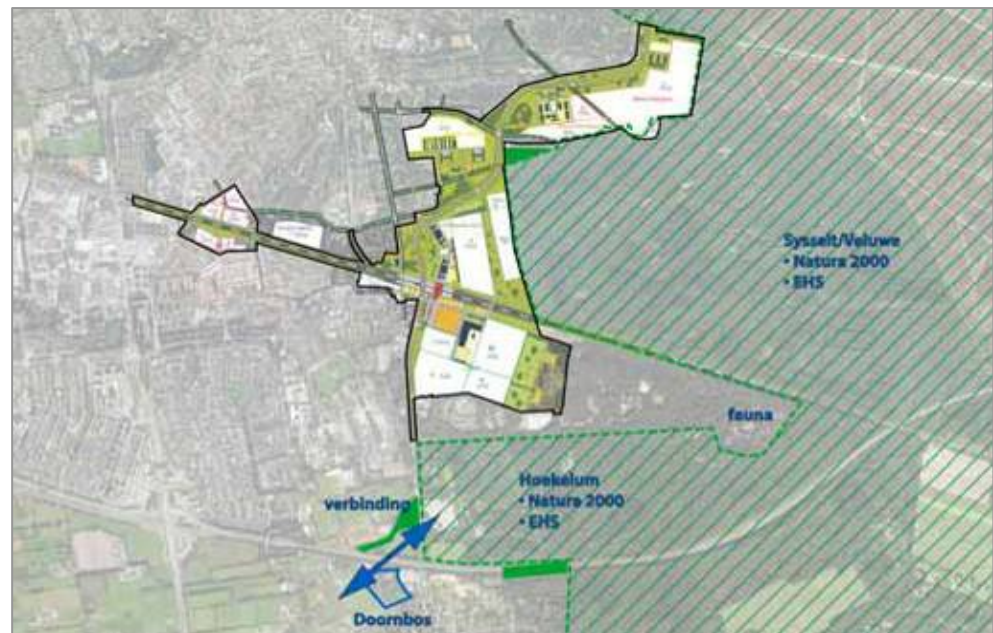 Sysselt/Veluwe
• Natura 2000
• EHS
fauna
Hoekelum
• Natura 2000
• EHS
verbinding
Doornbos